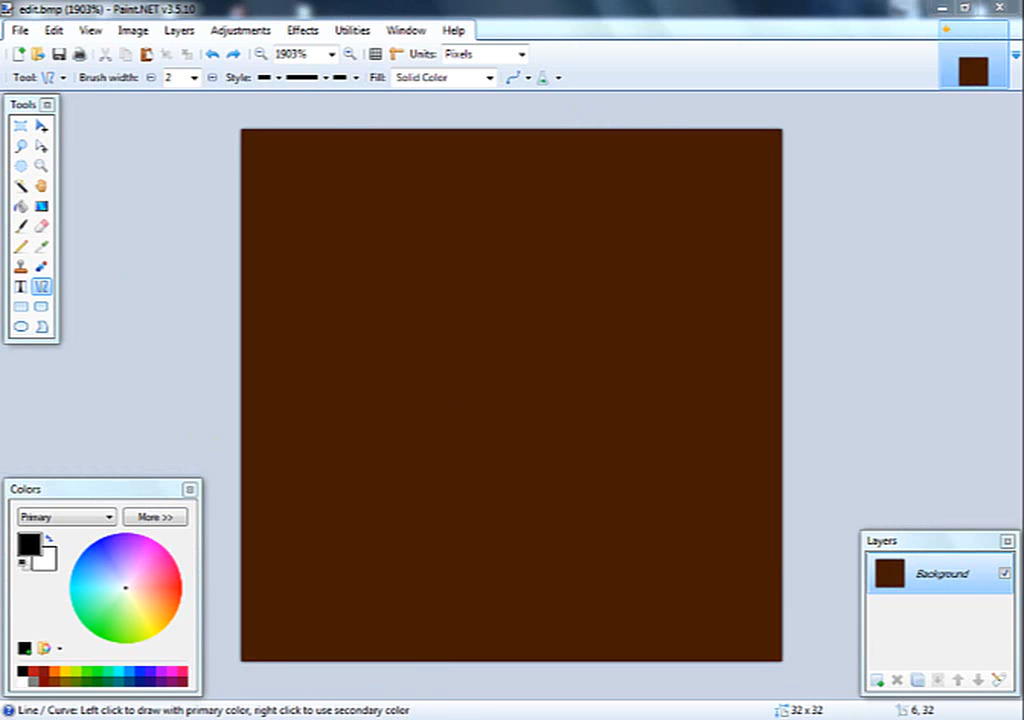 edit.bmp (1903%) - Paint.NET v3.5.10
File Edit View Image Layers Adjustments Effects Utilities Window Help
1903% Units: Pixels
Tool: Brush width: 2 Style: Fill: Solid Color
Tools
T
Colors
Primary More >>
Layers
Background
Line / Curve: Left click to draw with primary color, right click to use secondary color 32 x 32 6, 32